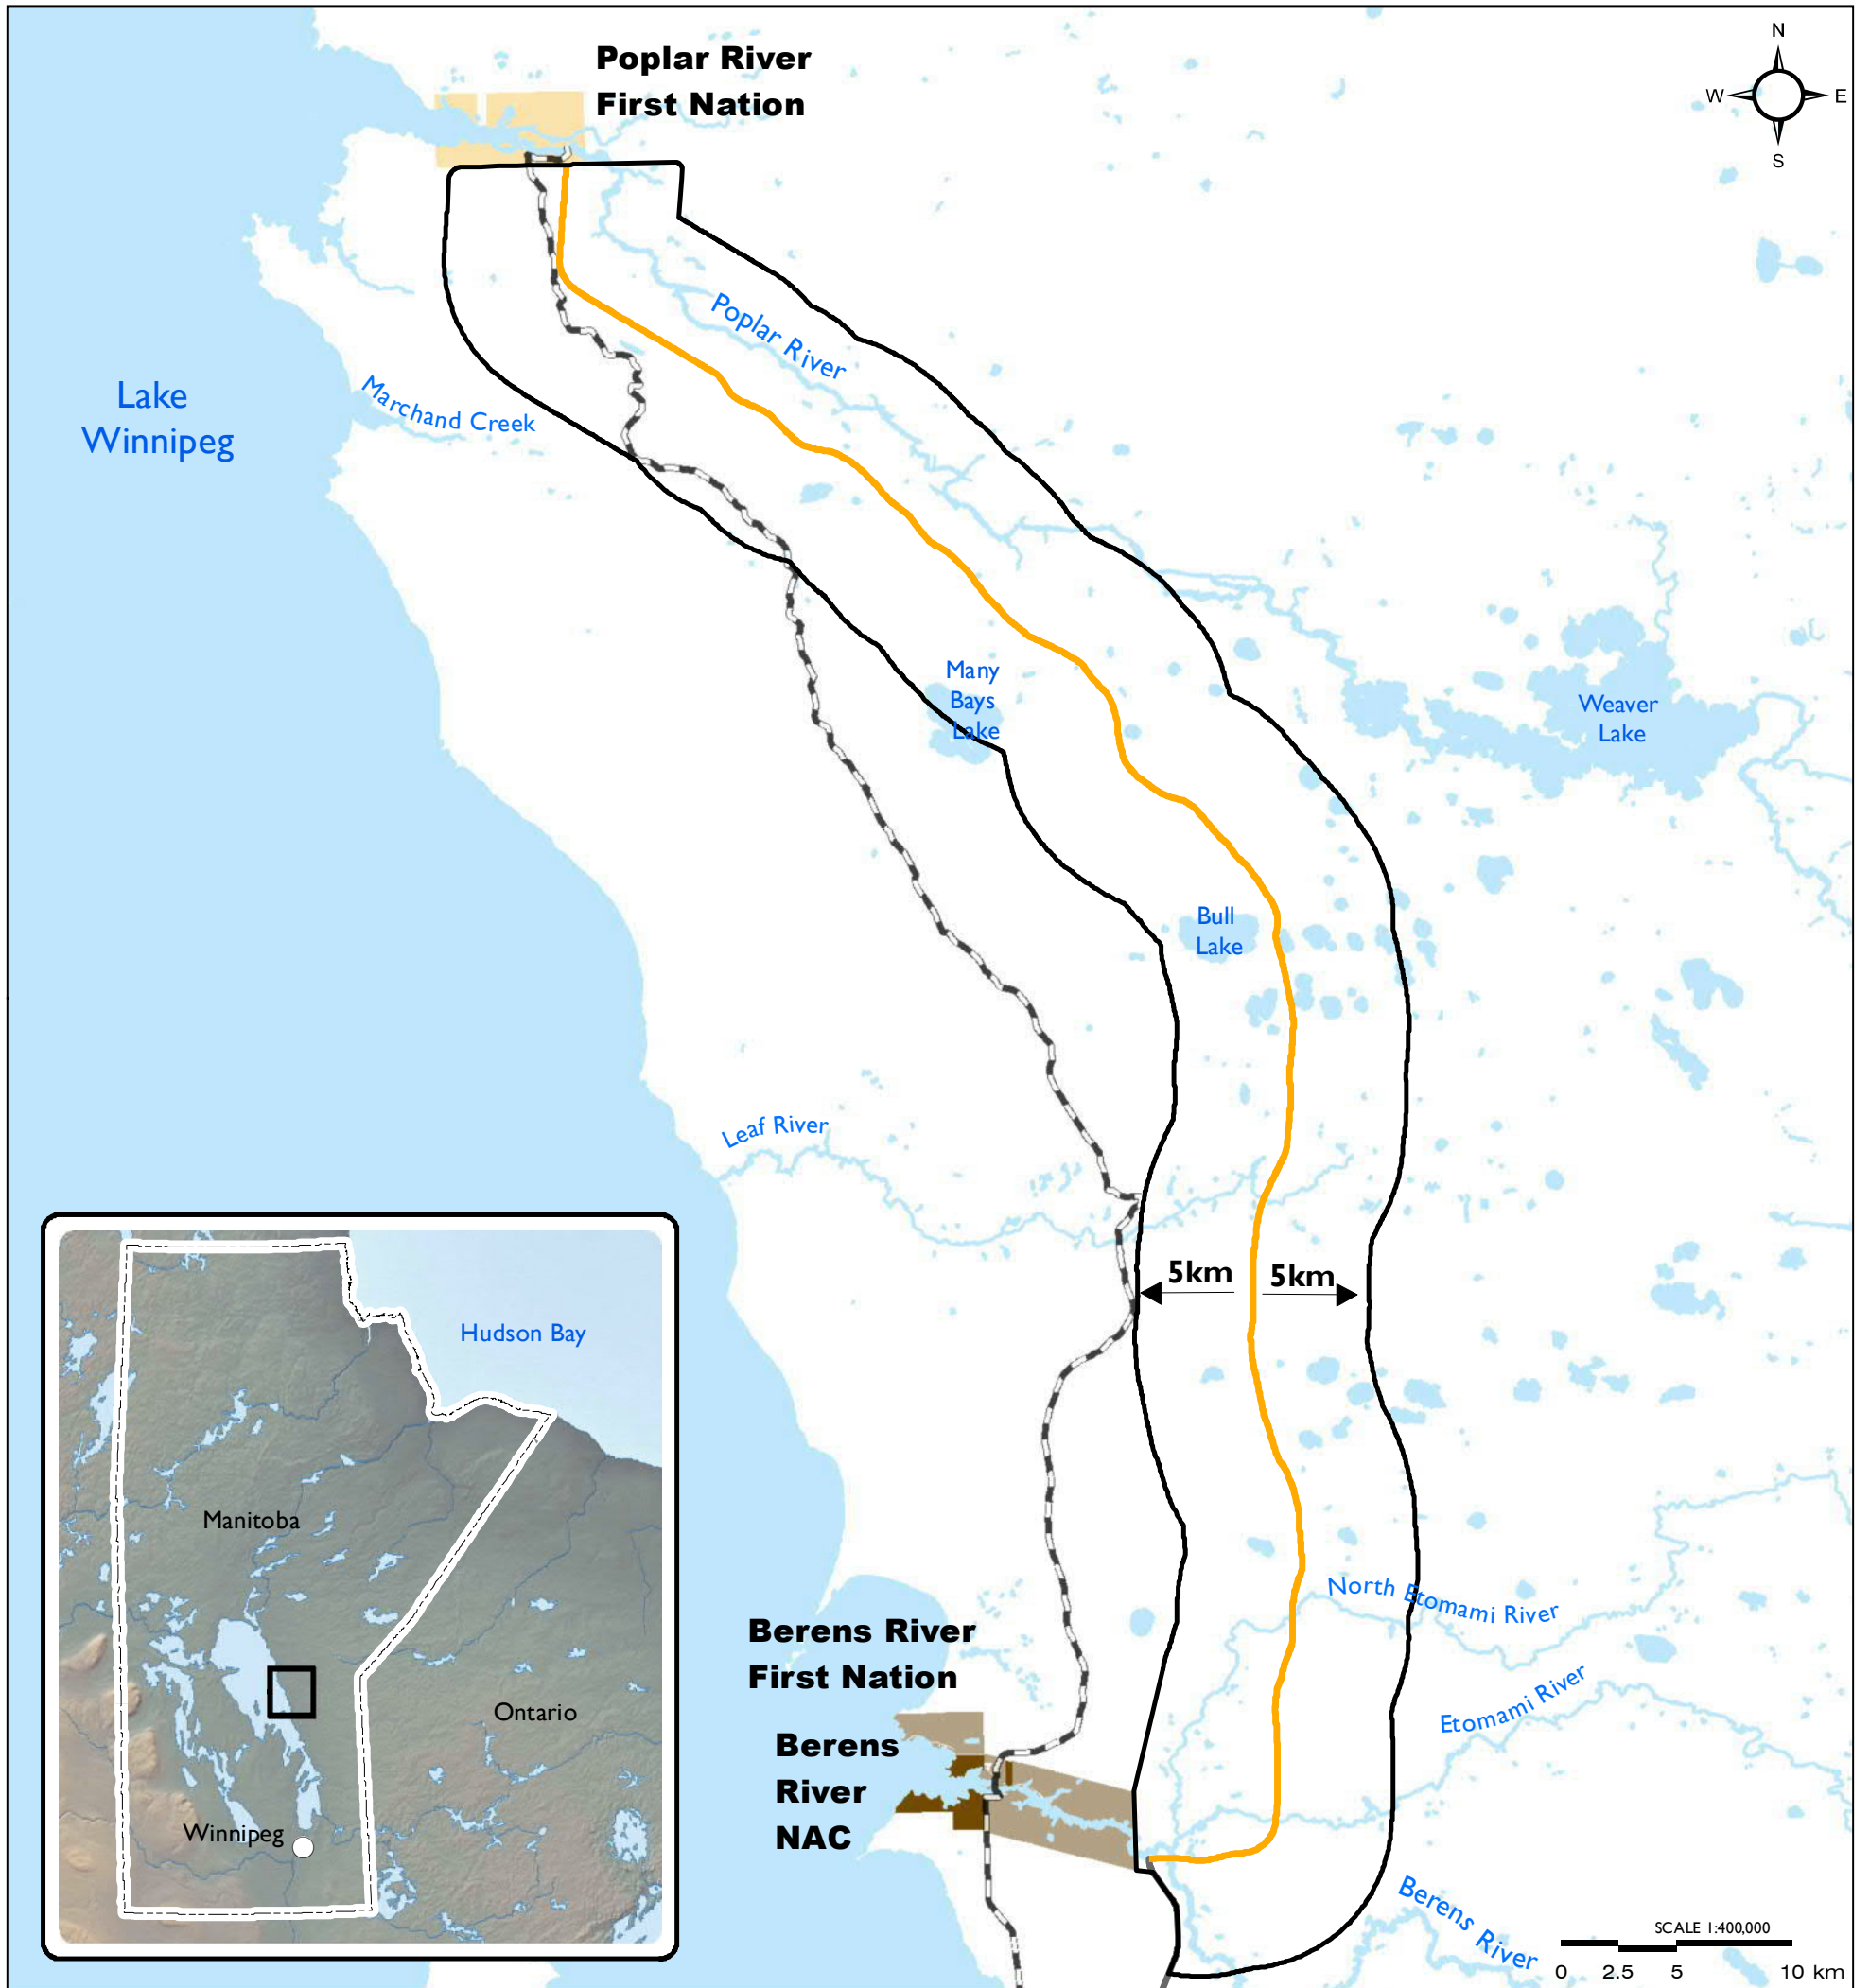 Poplar River
First Nation
N
W
E
S
Poplar River
Lake
Winnipeg
Marchand Creek
Many
Bays
Lake
Weaver
Lake
Bull
Lake
Leaf River
5km
5km
Hudson Bay
Manitoba
Ontario
Winnipeg
North Etomami River
Berens River
First Nation
Etomami River
Berens
River
NAC
Berens River
SCALE 1:400,000
0 2.5 5 10 km